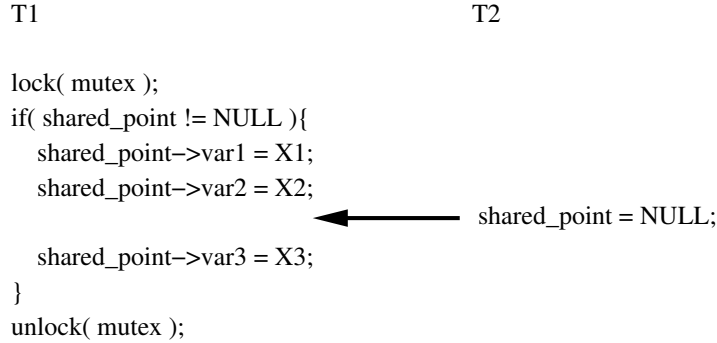 T1 T2
lock( mutex );
if( shared_point != NULL ){
shared_point−>var1 = X1;
shared_point−>var2 = X2;
shared_point = NULL;
shared_point−>var3 = X3;
}
unlock( mutex );